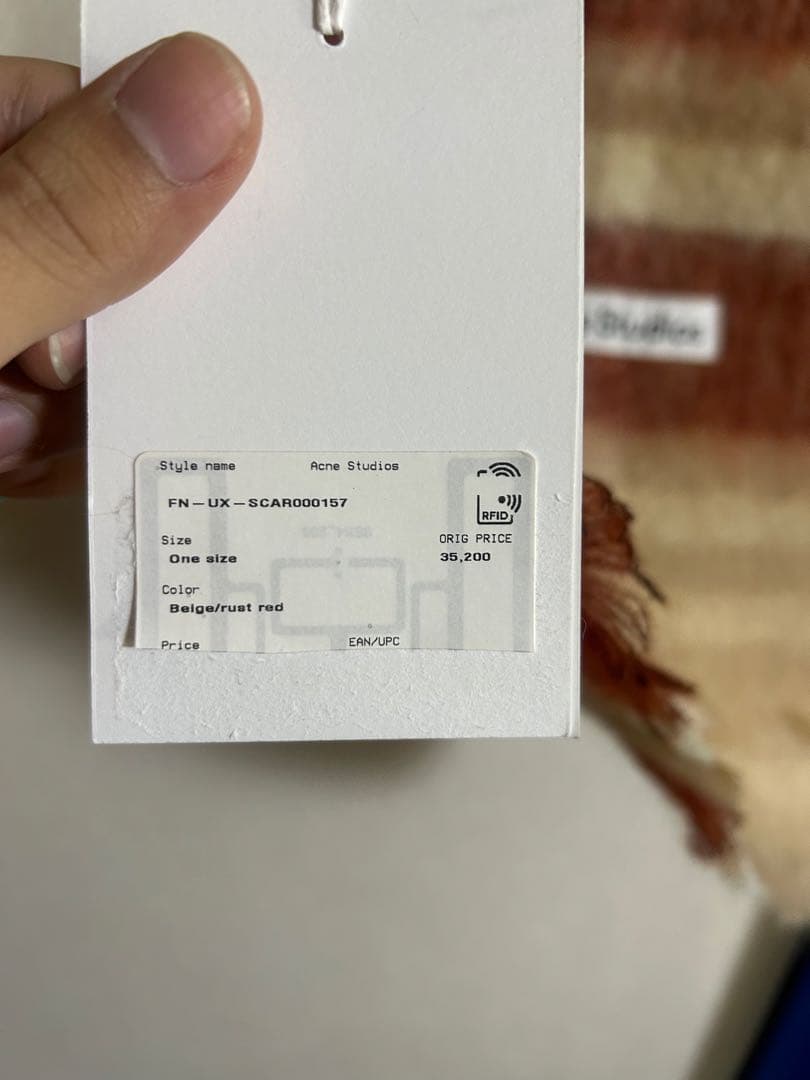 Style name Acne Studios
FN-UX-SCAR000157
RFID
Size ORIG PRICE
One size 35,200
Color
Beige/rust red
Price EAN/UPC
Studios